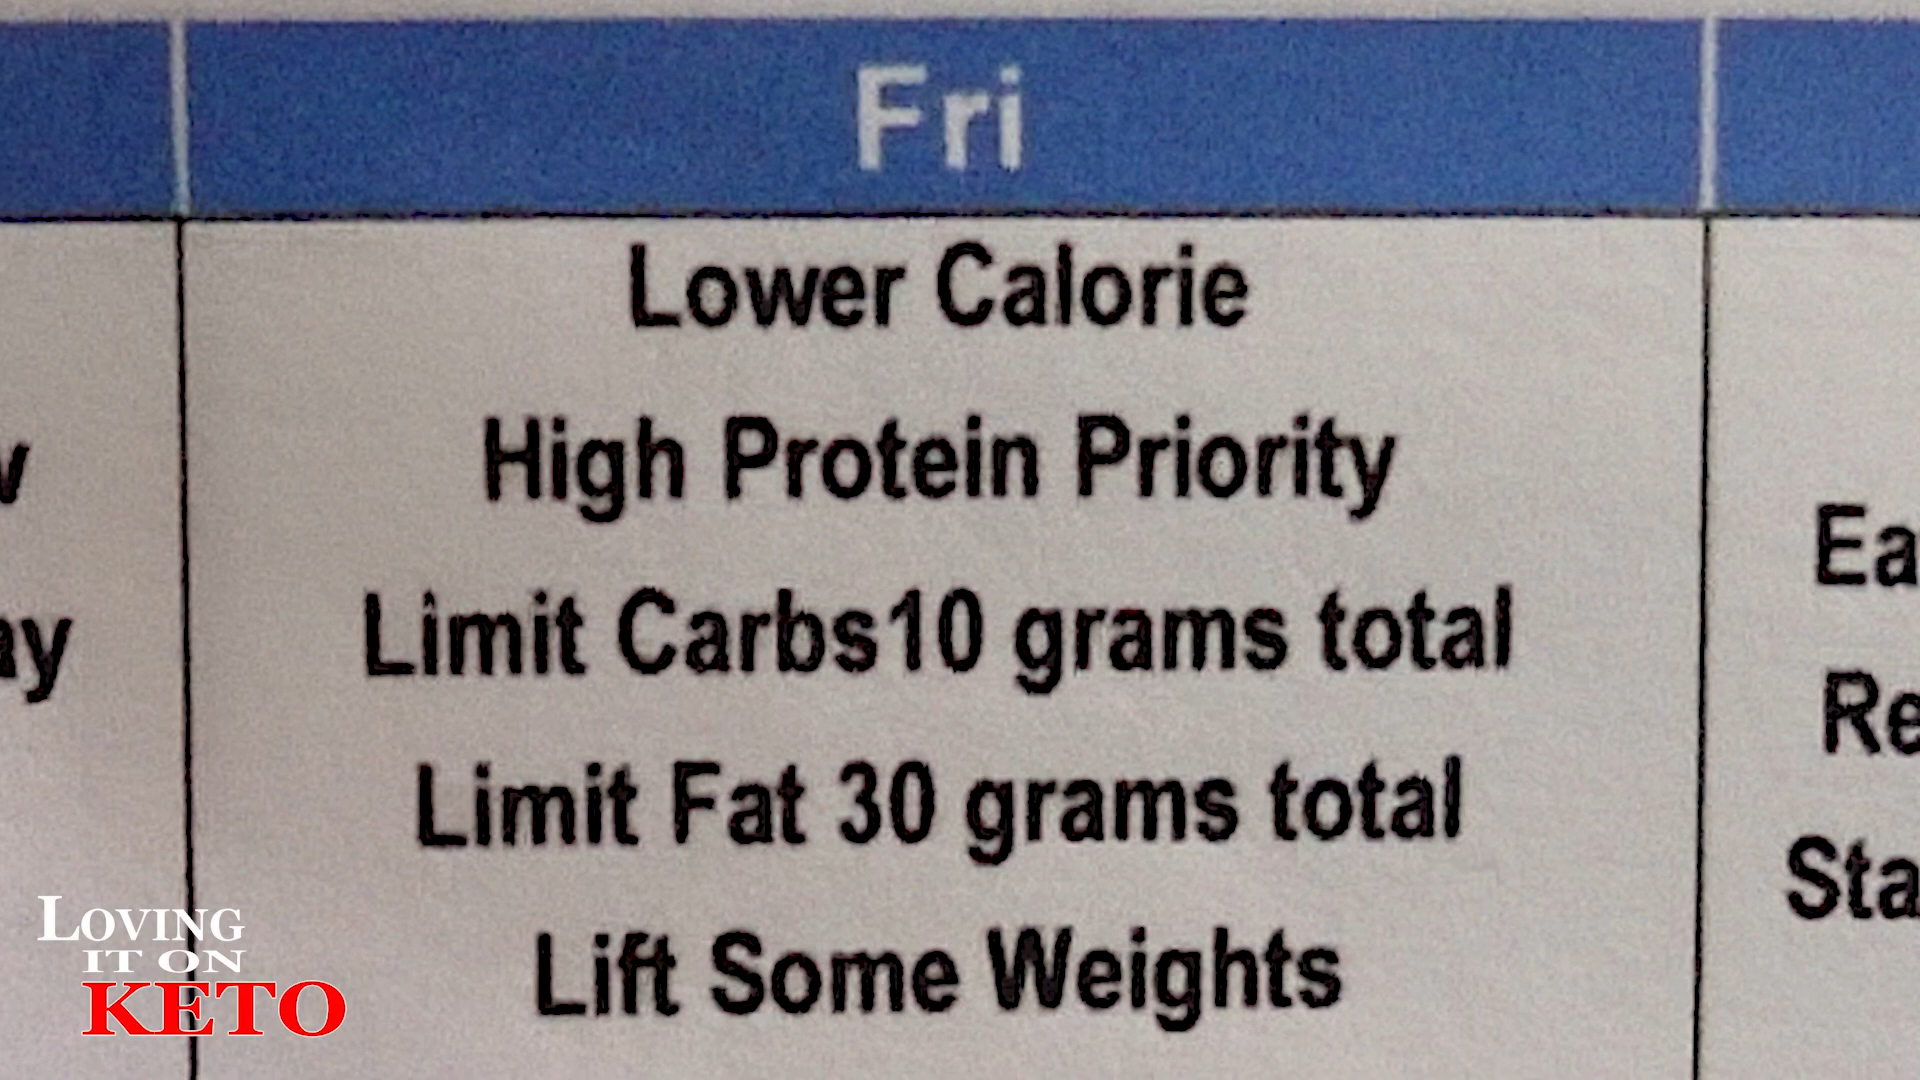 Fri
Lower Calorie
High Protein Priority
Limit Carbs10 grams total
Limit Fat 30 grams total
Lift Some Weights
LOVING
IT ON
KETO